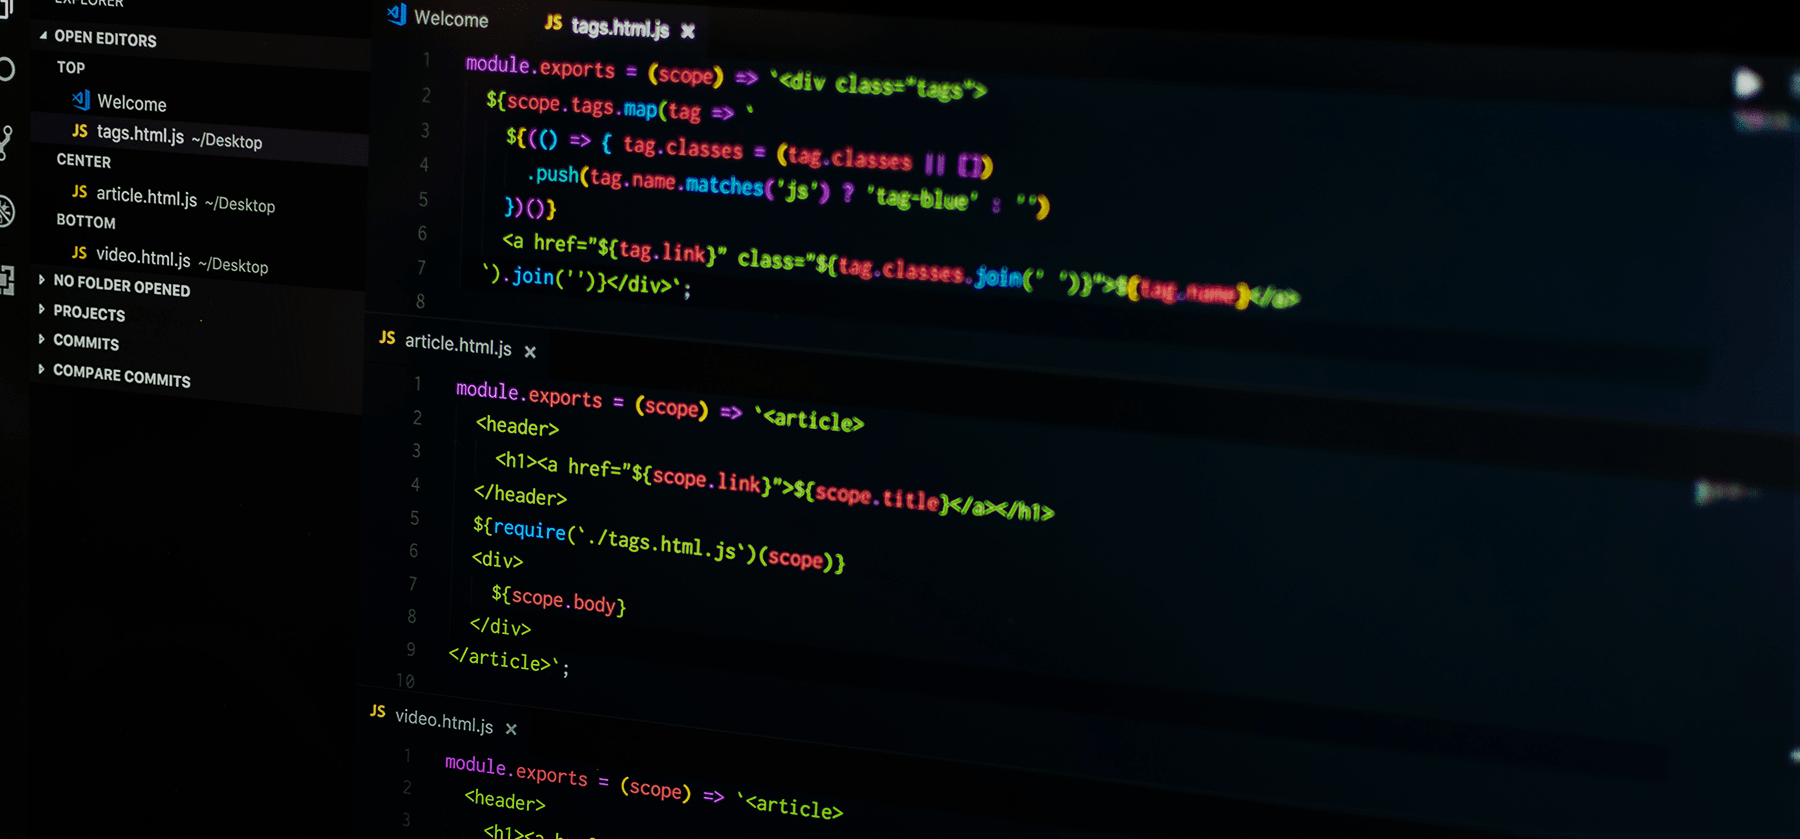 EXPLORER
OPEN EDITORS
TOP
Welcome
tags.html.js ~/Desktop
CENTER
JS article.html.js ~/Desktop
BOTTOM
JS video.html.js ~/Desktop
NO FOLDER OPENED
PROJECTS
COMMITS
COMPARE COMMITS
Welcome JS tags.html.js ×
1 module.exports = (scope) => `<div class="tags">
2 ${scope.tags.map(tag => `
3 ${(() => { tag.classes = (tag.classes || [])
4 .push(tag.name.matches('js') ? 'tag-blue' : '')
5 })()}
6 <a href="${tag.link}" class="${tag.classes.join(' ')}">${tag.name}</a>
7 `).join('')}</div>`;
8
JS article.html.js ×
1 module.exports = (scope) => `<article>
2 <header>
3 <h1><a href="${scope.link}">${scope.title}</a></h1>
4 </header>
5 ${require(`./tags.html.js`)(scope)}
6 <div>
7 ${scope.body}
8 </div>
9 </article>`;
10
JS video.html.js ×
1 module.exports = (scope) => `<article>
2 <header>
3 <h1><a